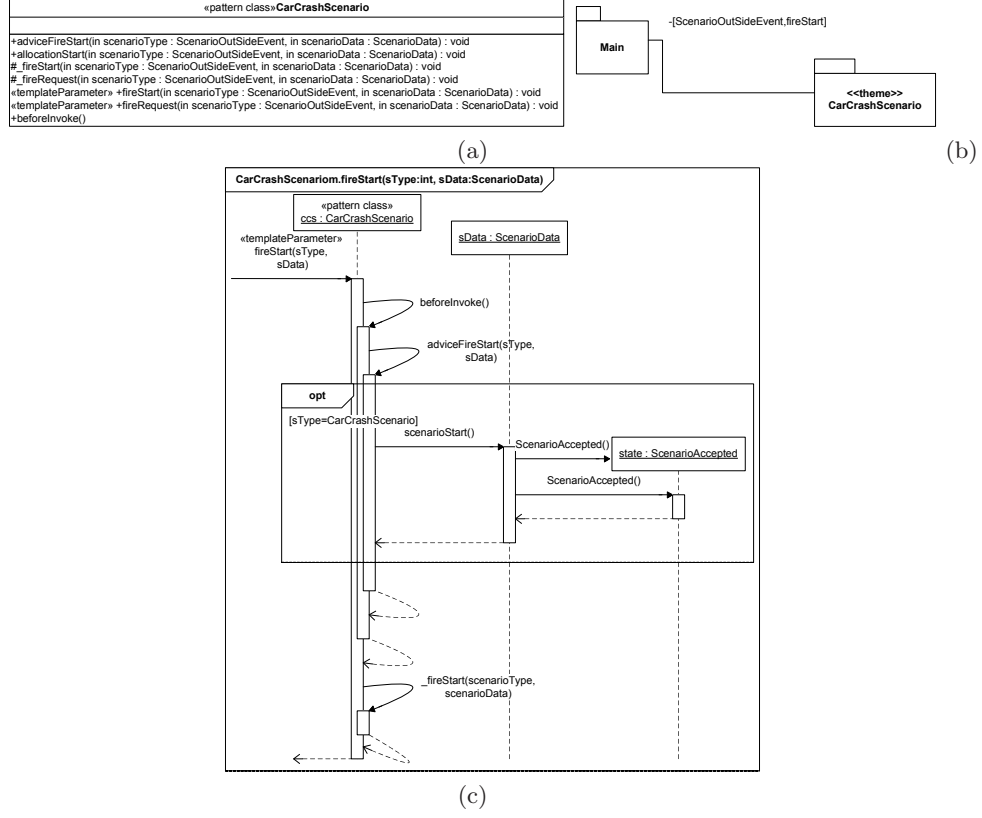 «pattern class»CarCrashScenario
+adviceFireStart(in scenarioType : ScenarioOutSideEvent, in scenarioData : ScenarioData) : void
+allocationStart(in scenarioType : ScenarioOutSideEvent, in scenarioData : ScenarioData) : void
#_fireStart(in scenarioType : ScenarioOutSideEvent, in scenarioData : ScenarioData) : void
#_fireRequest(in scenarioType : ScenarioOutSideEvent, in scenarioData : ScenarioData) : void
«templateParameter» +fireStart(in scenarioType : ScenarioOutSideEvent, in scenarioData : ScenarioData) : void
«templateParameter» +fireRequest(in scenarioType : ScenarioOutSideEvent, in scenarioData : ScenarioData) : void
+beforeInvoke()
(a)
-[ScenarioOutSideEvent,fireStart]
Main
<<theme>>
CarCrashScenario
(b)
CarCrashScenariom.fireStart(sType:int, sData:ScenarioData)
«pattern class»
ccs : CarCrashScenario
sData : ScenarioData
«templateParameter»
fireStart(sType,
sData)
beforeInvoke()
adviceFireStart(sType,
sData)
opt
[sType=CarCrashScenario]
scenarioStart()
ScenarioAccepted()
state : ScenarioAccepted
ScenarioAccepted()
_fireStart(scenarioType,
scenarioData)
(c)